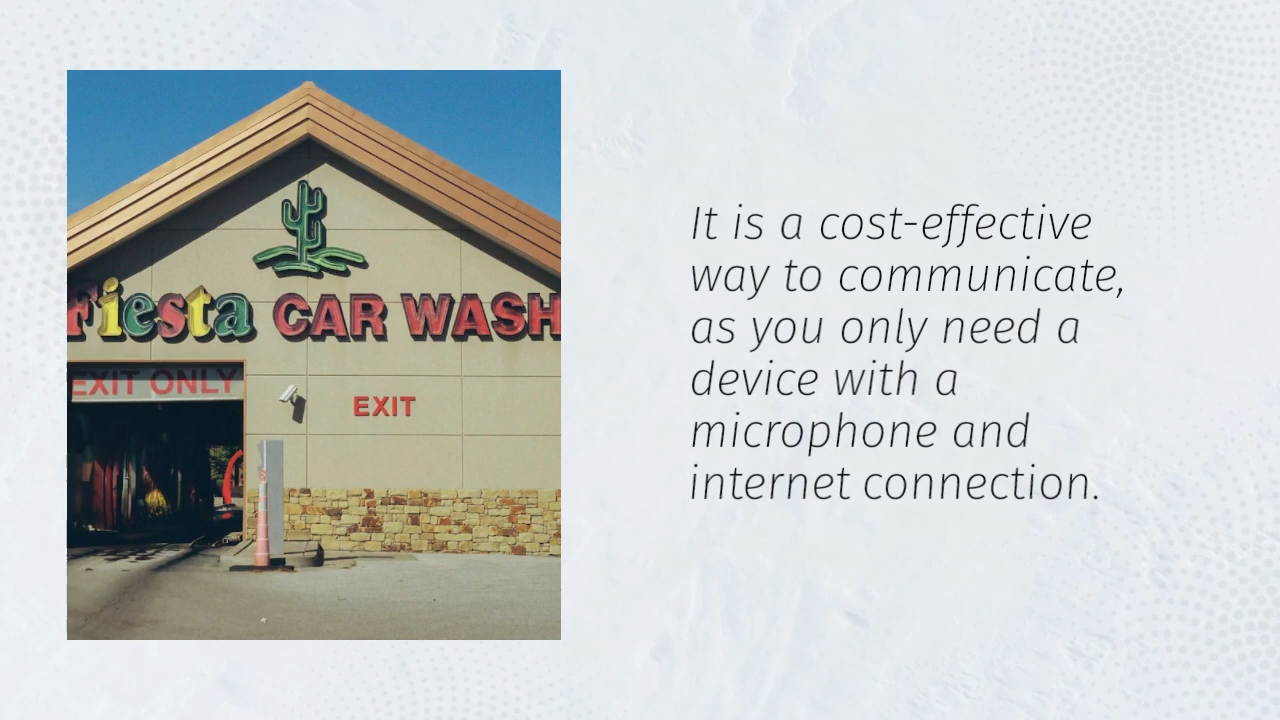 Fiesta CAR WASH
EXIT ONLY
EXIT
It is a cost-effective
way to communicate,
as you only need a
device with a
microphone and
internet connection.